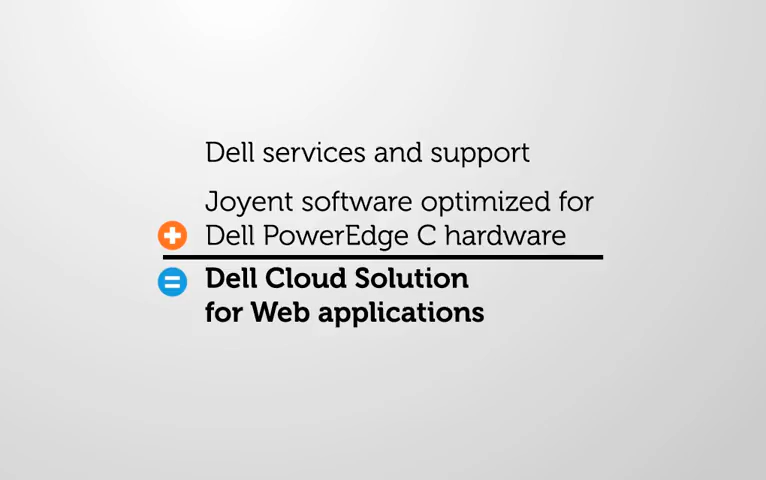 Dell services and support
Joyent software optimized for
Dell PowerEdge C hardware
Dell Cloud Solution
for Web applications